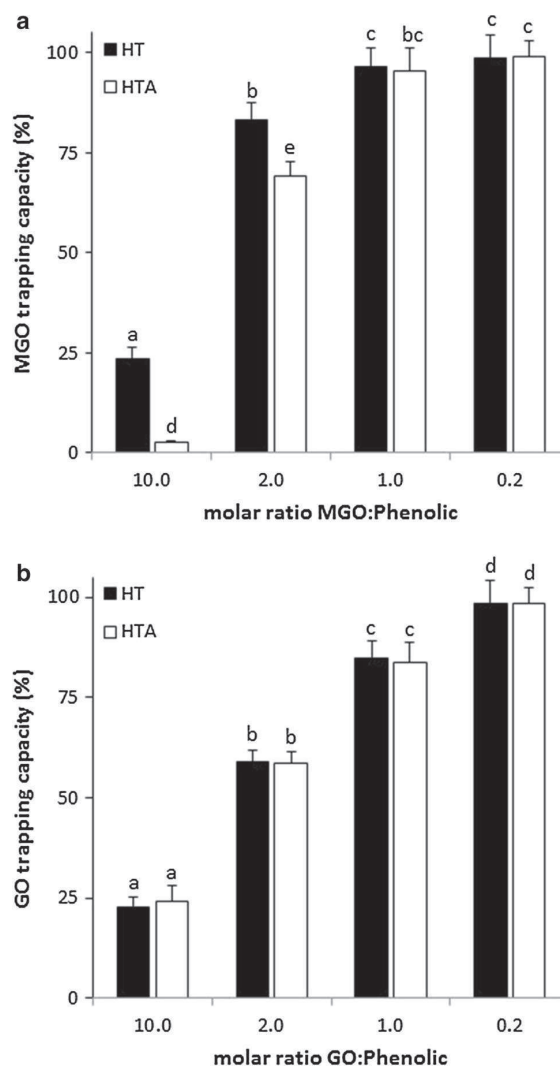 a
MGO trapping capacity (%)
100
75
50
25
0
HT
HTA
a
d
b
e
c
bc
c
c
10.0 2.0 1.0 0.2
molar ratio MGO:Phenolic
b
GO trapping capacity (%)
100
75
50
25
0
HT
HTA
a
a
b
b
c
c
d
d
10.0 2.0 1.0 0.2
molar ratio GO:Phenolic